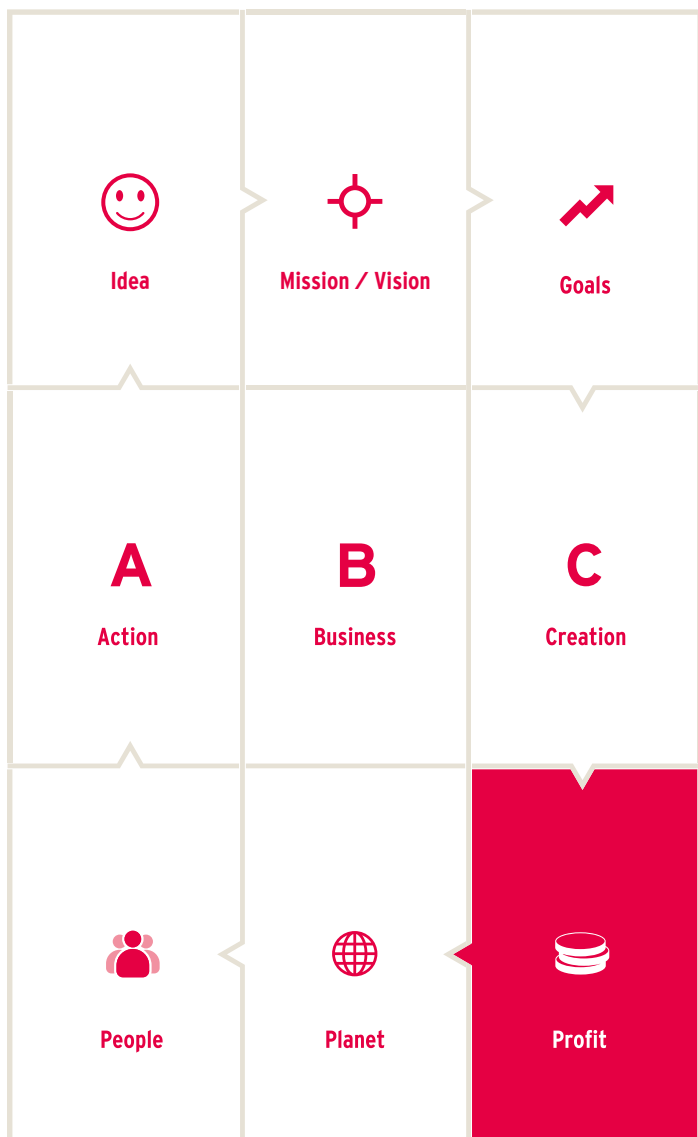 Idea
Mission / Vision
Goals
A
B
C
Action
Business
Creation
People
Planet
Profit